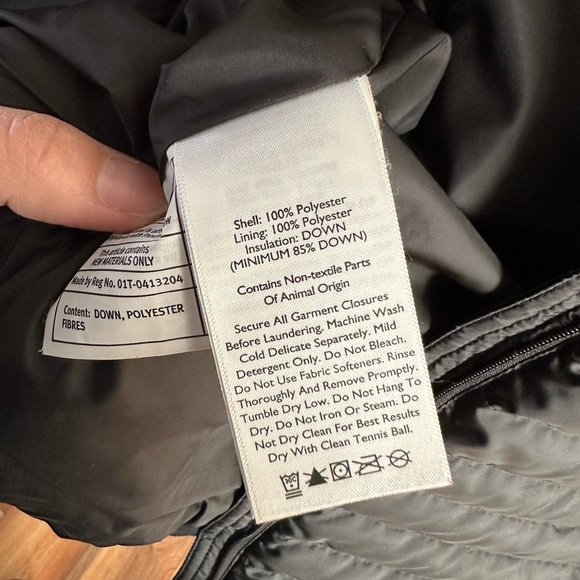 Shell: 100% Polyester
Lining: 100% Polyester
Insulation: DOWN
(MINIMUM 85% DOWN)
Contains Non-textile Parts
Of Animal Origin
Secure All Garment Closures
Before Laundering. Machine Wash
Cold Delicate Separately. Mild
Detergent Only. Do Not Bleach.
Do Not Use Fabric Softeners. Rinse
Thoroughly And Remove Promptly.
Tumble Dry Low. Do Not Hang To
Dry. Do Not Iron Or Steam. Do
Not Dry Clean For Best Results
Dry With Clean Tennis Ball.
This article contains
NEW MATERIALS ONLY
Made by Reg No. 01T-0413204
Content: DOWN, POLYESTER
FIBRES